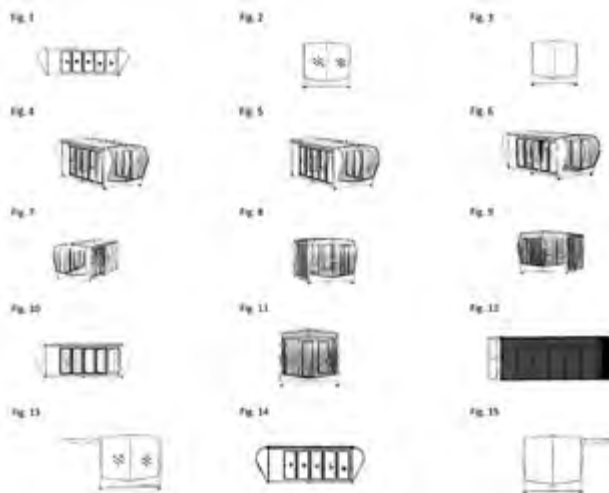 Fig. 1
Fig. 2
Fig. 3
Fig. 4
Fig. 5
Fig. 6
Fig. 7
Fig. 8
Fig. 9
Fig. 10
Fig. 11
Fig. 12
Fig. 13
Fig. 14
Fig. 15